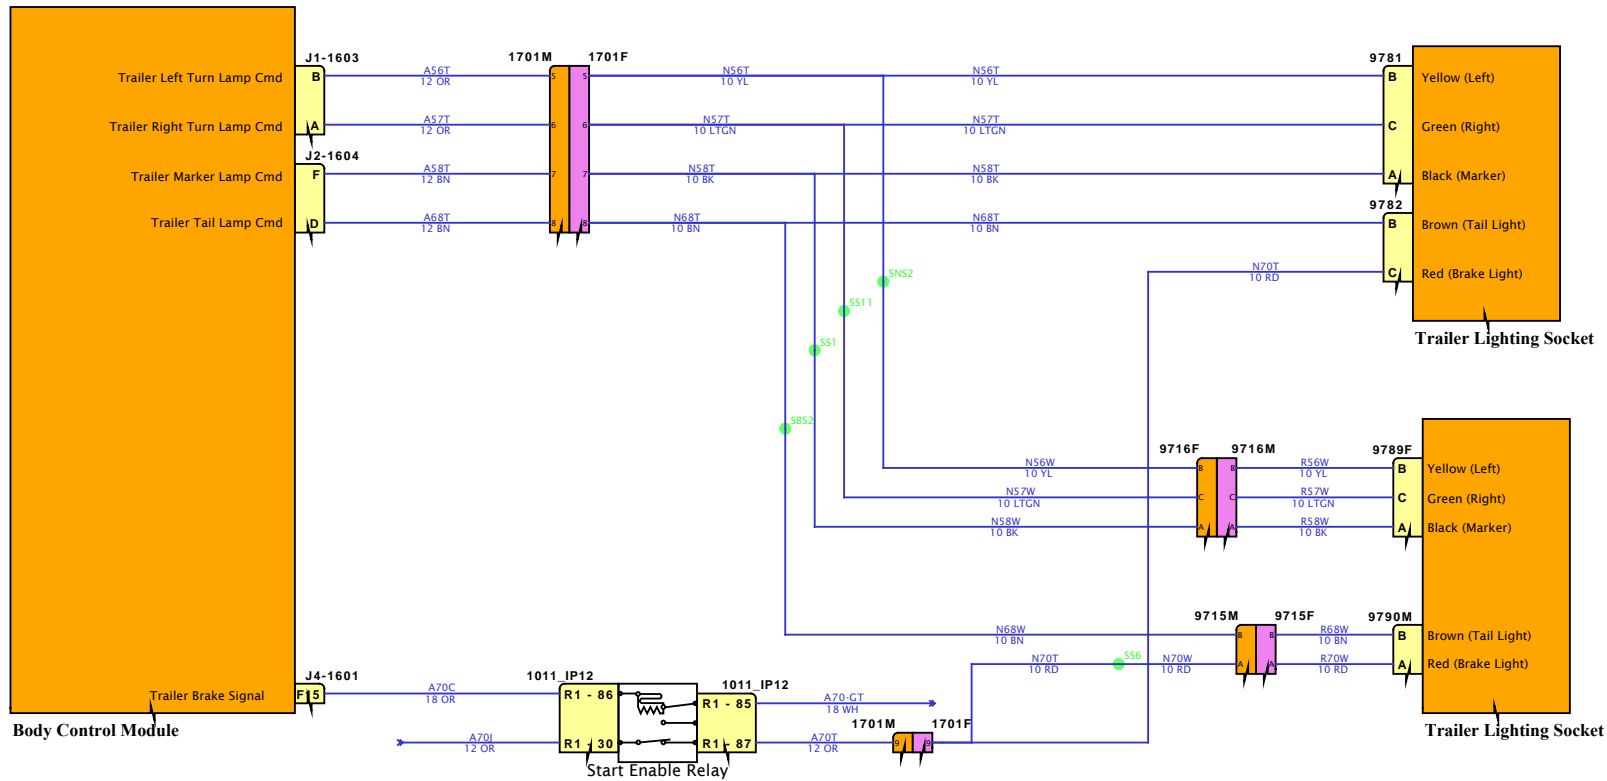 J1-1603
1701M
1701F
9781
Trailer Left Turn Lamp Cmd
B
A56T
12 OR
5
5
N56T
10 YL
N56T
10 YL
B
Yellow (Left)
Trailer Right Turn Lamp Cmd
A
A57T
12 OR
6
6
N57T
10 LTGN
N57T
10 LTGN
C
Green (Right)
J2-1604
Trailer Marker Lamp Cmd
F
A58T
12 BN
7
7
N58T
10 BK
N58T
10 BK
A
Black (Marker)
9782
Trailer Tail Lamp Cmd
D
A68T
12 BN
8
8
N68T
10 BN
N68T
10 BN
B
Brown (Tail Light)
N70T
10 RD
C
Red (Brake Light)
SNS2
SS11
SS1
SBS2
Trailer Lighting Socket
9716F
9716M
9789F
N56W
10 YL
B
B
R56W
10 YL
B
Yellow (Left)
N57W
10 LTGN
C
C
R57W
10 LTGN
C
Green (Right)
N58W
10 BK
A
A
R58W
10 BK
A
Black (Marker)
9715M
9715F
9790M
N68W
10 BN
B
B
R68W
10 BN
B
Brown (Tail Light)
N70T
10 RD
SS6
N70W
10 RD
A
A
R70W
10 RD
A
Red (Brake Light)
J4-1601
1011_IP12
1011_IP12
Trailer Brake Signal
F15
A70C
18 OR
R1 - 86
R1 - 85
A70-GT
18 WH
1701M
1701F
A70J
12 OR
R1 - 30
R1 - 87
A70T
12 OR
9
9
Body Control Module
Start Enable Relay
Trailer Lighting Socket